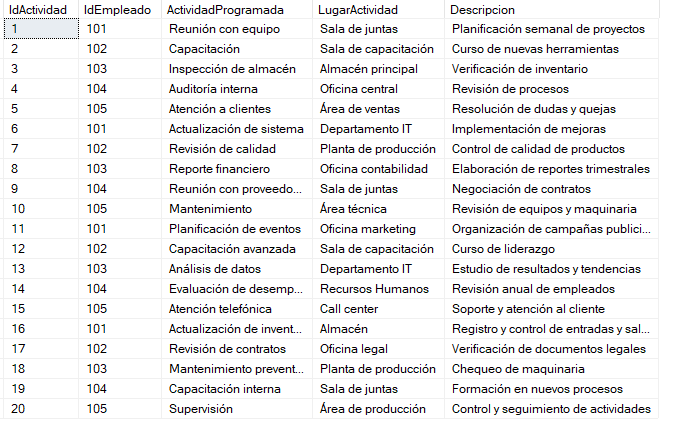 IdActividad IdEmpleado ActividadProgramada LugarActividad Descripcion
1 101 Reunión con equipo Sala de juntas Planificación semanal de proyectos
2 102 Capacitación Sala de capacitación Curso de nuevas herramientas
3 103 Inspección de almacén Almacén principal Verificación de inventario
4 104 Auditoría interna Oficina central Revisión de procesos
5 105 Atención a clientes Área de ventas Resolución de dudas y quejas
6 101 Actualización de sistema Departamento IT Implementación de mejoras
7 102 Revisión de calidad Planta de producción Control de calidad de productos
8 103 Reporte financiero Oficina contabilidad Elaboración de reportes trimestrales
9 104 Reunión con proveedo... Sala de juntas Negociación de contratos
10 105 Mantenimiento Área técnica Revisión de equipos y maquinaria
11 101 Planificación de eventos Oficina marketing Organización de campañas publici...
12 102 Capacitación avanzada Sala de capacitación Curso de liderazgo
13 103 Análisis de datos Departamento IT Estudio de resultados y tendencias
14 104 Evaluación de desemp... Recursos Humanos Revisión anual de empleados
15 105 Atención telefónica Call center Soporte y atención al cliente
16 101 Actualización de invent... Almacén Registro y control de entradas y sal...
17 102 Revisión de contratos Oficina legal Verificación de documentos legales
18 103 Mantenimiento prevent... Planta de producción Chequeo de maquinaria
19 104 Capacitación interna Sala de juntas Formación en nuevos procesos
20 105 Supervisión Área de producción Control y seguimiento de actividades